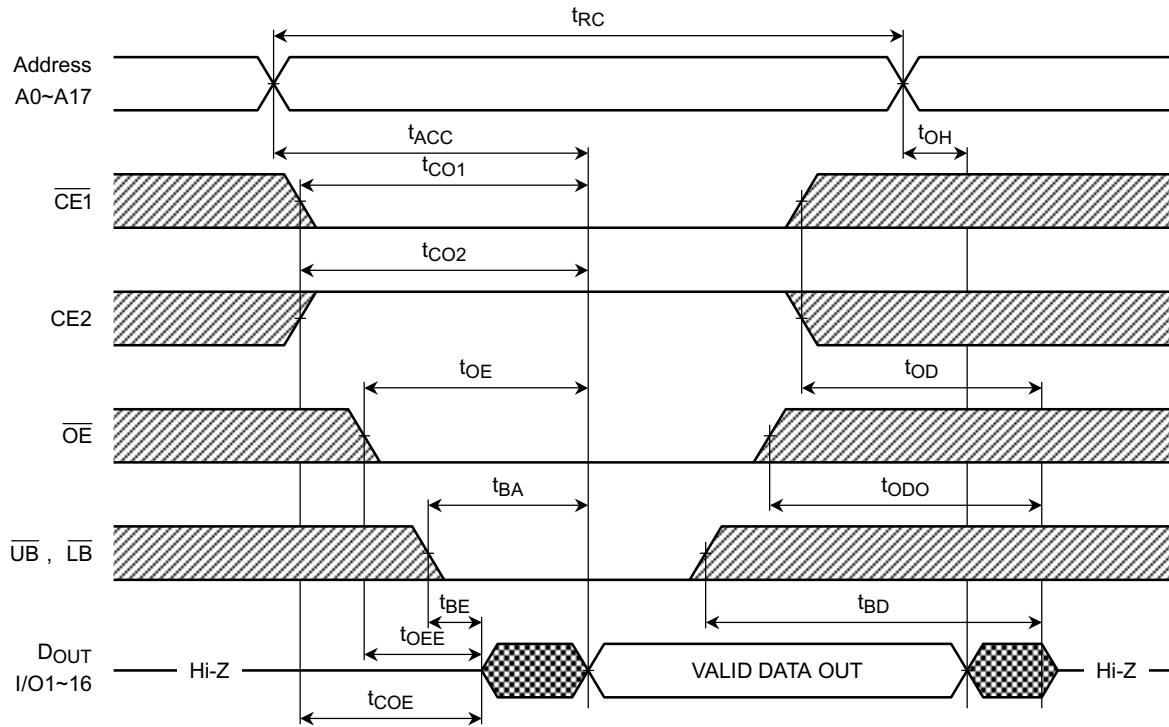 tRC
Address
A0~A17
tACC
tOH
tCO1
CE1
tCO2
CE2
tOE
tOD
OE
tBA
tODO
UB , LB
tBE
tBD
tOEE
DOUT
I/O1~16
Hi-Z
VALID DATA OUT
Hi-Z
tCOE